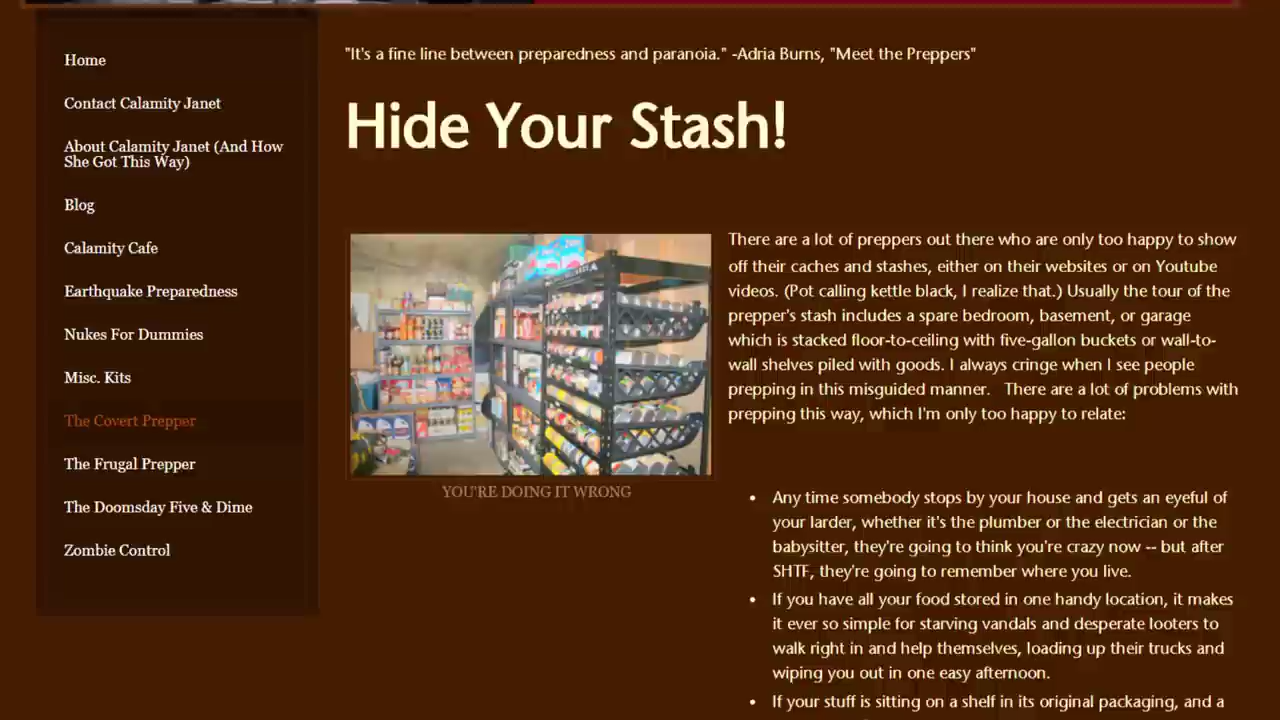 Home
Contact Calamity Janet
About Calamity Janet (And How
She Got This Way)
Blog
Calamity Cafe
Earthquake Preparedness
Nukes For Dummies
Misc. Kits
The Covert Prepper
The Frugal Prepper
The Doomsday Five & Dime
Zombie Control
"It's a fine line between preparedness and paranoia." -Adria Burns, "Meet the Preppers"
Hide Your Stash!
YOU'RE DOING IT WRONG
There are a lot of preppers out there who are only too happy to show
off their caches and stashes, either on their websites or on Youtube
videos. (Pot calling kettle black, I realize that.) Usually the tour of the
prepper's stash includes a spare bedroom, basement, or garage
which is stacked floor-to-ceiling with five-gallon buckets or wall-to-
wall shelves piled with goods. I always cringe when I see people
prepping in this misguided manner.   There are a lot of problems with
prepping this way, which I'm only too happy to relate:
• Any time somebody stops by your house and gets an eyeful of
your larder, whether it's the plumber or the electrician or the
babysitter, they're going to think you're crazy now -- but after
SHTF, they're going to remember where you live.
• If you have all your food stored in one handy location, it makes
it ever so simple for starving vandals and desperate looters to
walk right in and help themselves, loading up their trucks and
wiping you out in one easy afternoon.
• If your stuff is sitting on a shelf in its original packaging, and a